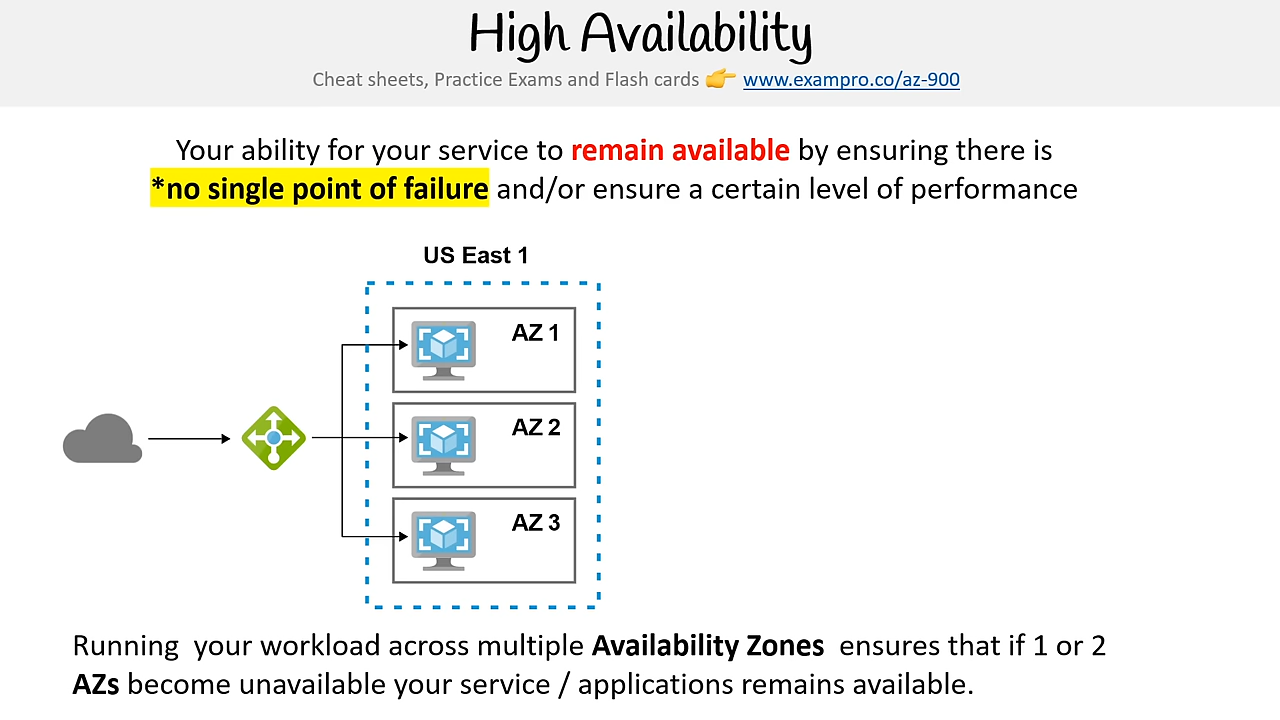 High Availability
Cheat sheets, Practice Exams and Flash cards 👉 www.exampro.co/az-900
Your ability for your service to remain available by ensuring there is
*no single point of failure and/or ensure a certain level of performance
US East 1
AZ 1
AZ 2
AZ 3
Running your workload across multiple Availability Zones ensures that if 1 or 2
AZs become unavailable your service / applications remains available.